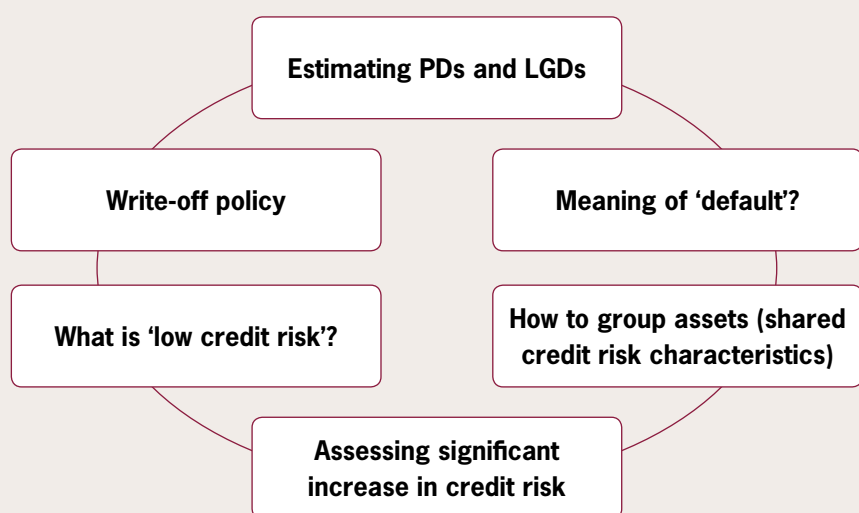 Estimating PDs and LGDs
Write-off policy
Meaning of ‘default’?
What is ‘low credit risk’?
How to group assets (shared
credit risk characteristics)
Assessing significant
increase in credit risk